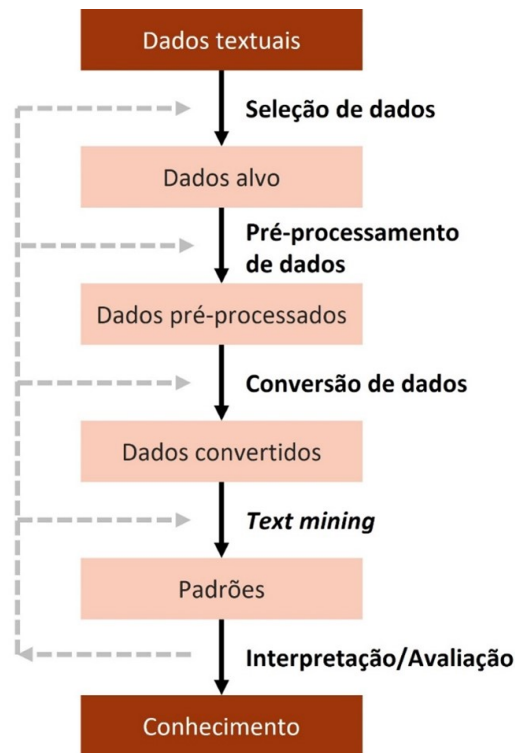 Dados textuais
Seleção de dados
Dados alvo
Pré-processamento
de dados
Dados pré-processados
Conversão de dados
Dados convertidos
Text mining
Padrões
Interpretação/Avaliação
Conhecimento